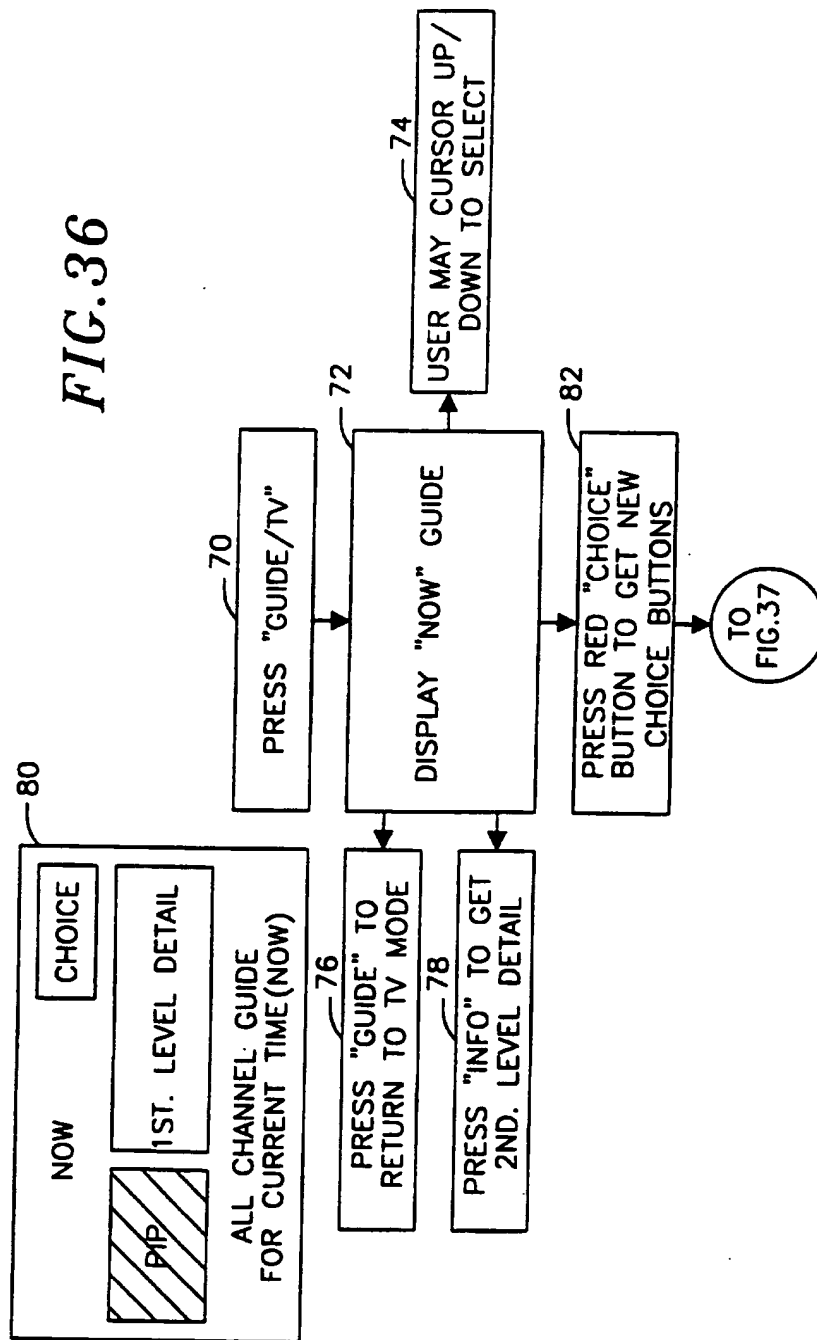 FIG.36
80
NOW
CHOICE
PIP
1ST. LEVEL DETAIL
ALL CHANNEL GUIDE
FOR CURRENT TIME(NOW)
70
PRESS "GUIDE/TV"
72
DISPLAY "NOW" GUIDE
74
USER MAY CURSOR UP/
DOWN TO SELECT
76
PRESS "GUIDE" TO
RETURN TO TV MODE
78
PRESS "INFO" TO GET
2ND. LEVEL DETAIL
82
PRESS RED "CHOICE"
BUTTON TO GET NEW
CHOICE BUTTONS
TO
FIG.37